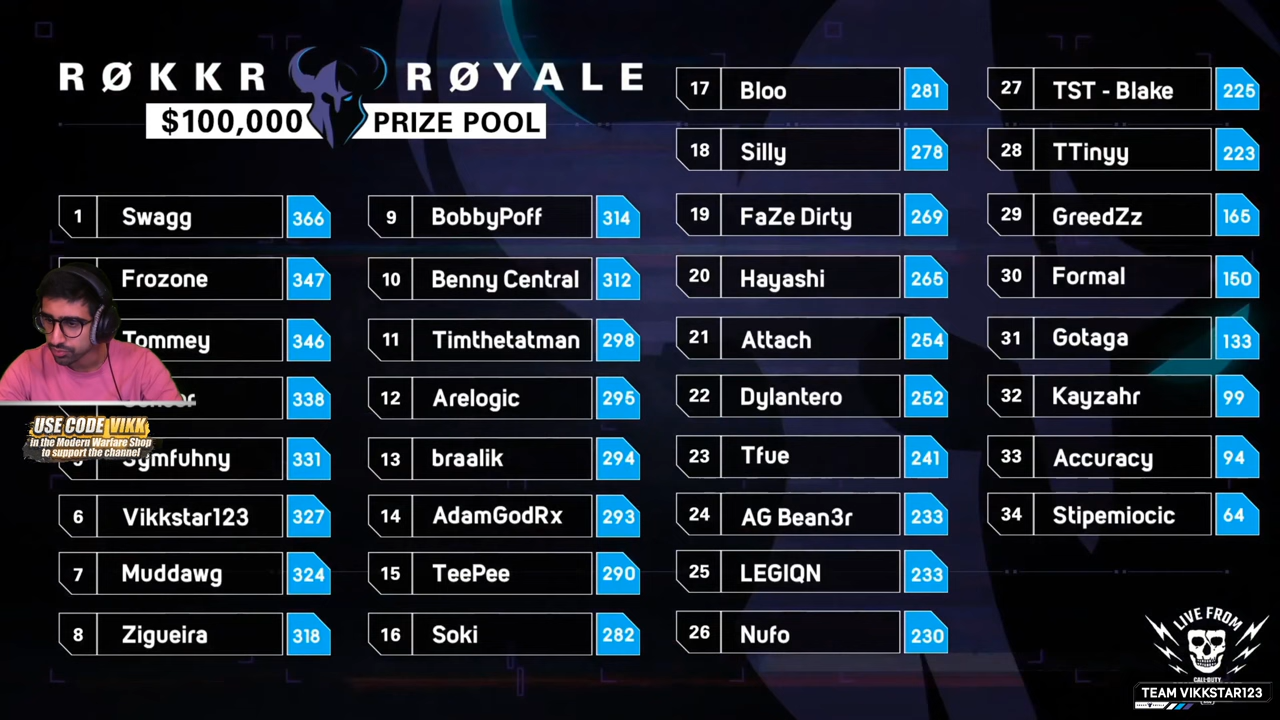 RØKKR RØYALE
$100,000 PRIZE POOL
1 Swagg 366
Frozone 347
Tommey 346
338
Symfuhny 331
6 Vikkstar123 327
7 Muddawg 324
8 Zigueira 318
9 BobbyPoff 314
10 Benny Central 312
11 Timthetatman 298
12 Arelogic 295
13 braalik 294
14 AdamGodRx 293
15 TeePee 290
16 Soki 282
17 Bloo 281
18 Silly 278
19 FaZe Dirty 269
20 Hayashi 265
21 Attach 254
22 Dylantero 252
23 Tfue 241
24 AG Bean3r 233
25 LEGIQN 233
26 Nufo 230
27 TST - Blake 225
28 TTinyy 223
29 GreedZz 165
30 Formal 150
31 Gotaga 133
32 Kayzahr 99
33 Accuracy 94
34 Stipemiocic 64
USE CODE VIKK
in the Modern Warfare Shop
to support the channel
LIVE FROM
CALL OF DUTY
TEAM VIKKSTAR123